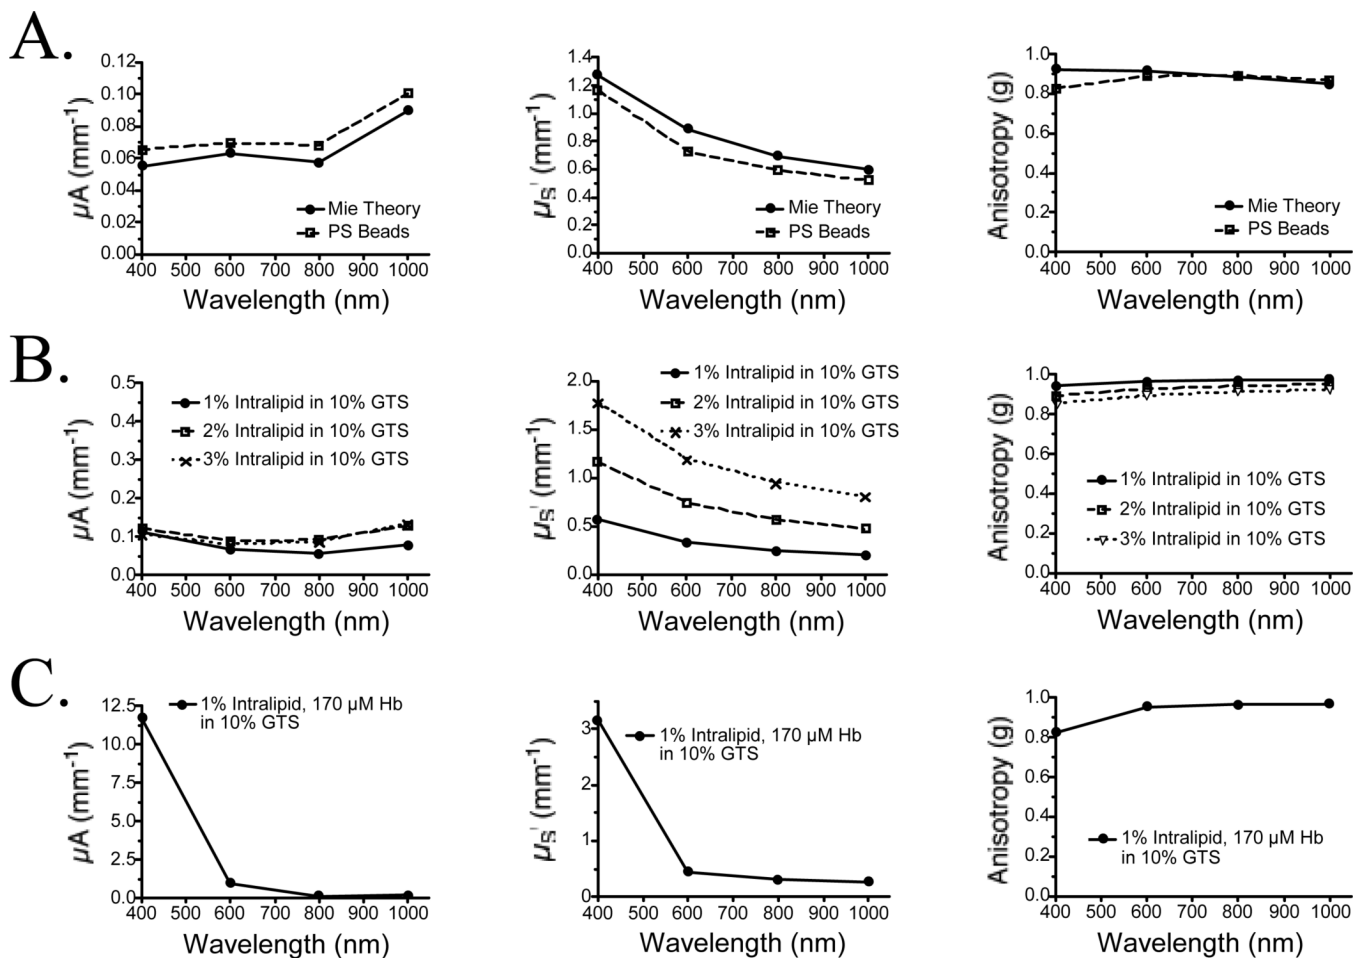 A.
0.12
0.10
0.08
0.06
0.04
0.02
0.00
µA (mm-1)
Mie Theory
PS Beads
400 500 600 700 800 900 1000
Wavelength (nm)
1.4
1.2
1.0
0.8
0.6
0.4
0.2
0.0
µs' (mm-1)
Mie Theory
PS Beads
400 500 600 700 800 900 1000
Wavelength (nm)
1.0
0.8
0.6
0.4
0.2
0.0
Anisotropy (g)
Mie Theory
PS Beads
400 500 600 700 800 900 1000
Wavelength (nm)
B.
0.5
0.4
0.3
0.2
0.1
0.0
µA (mm-1)
1% Intralipid in 10% GTS
2% Intralipid in 10% GTS
3% Intralipid in 10% GTS
400 500 600 700 800 900 1000
Wavelength (nm)
2.0
1.5
1.0
0.5
0.0
µs' (mm-1)
1% Intralipid in 10% GTS
2% Intralipid in 10% GTS
3% Intralipid in 10% GTS
400 500 600 700 800 900 1000
Wavelength (nm)
1.0
0.8
0.6
0.4
0.2
0.0
Anisotropy (g)
1% Intralipid in 10% GTS
2% Intralipid in 10% GTS
3% Intralipid in 10% GTS
400 500 600 700 800 900 1000
Wavelength (nm)
C.
12.5
10.0
7.5
5.0
2.5
0.0
µA (mm-1)
1% Intralipid, 170 µM Hb
in 10% GTS
400 500 600 700 800 900 1000
Wavelength (nm)
3
2
1
0
µs' (mm-1)
1% Intralipid, 170 µM Hb
in 10% GTS
400 500 600 700 800 900 1000
Wavelength (nm)
1.0
0.8
0.6
0.4
0.2
0.0
Anisotropy (g)
1% Intralipid, 170 µM Hb
in 10% GTS
400 500 600 700 800 900 1000
Wavelength (nm)